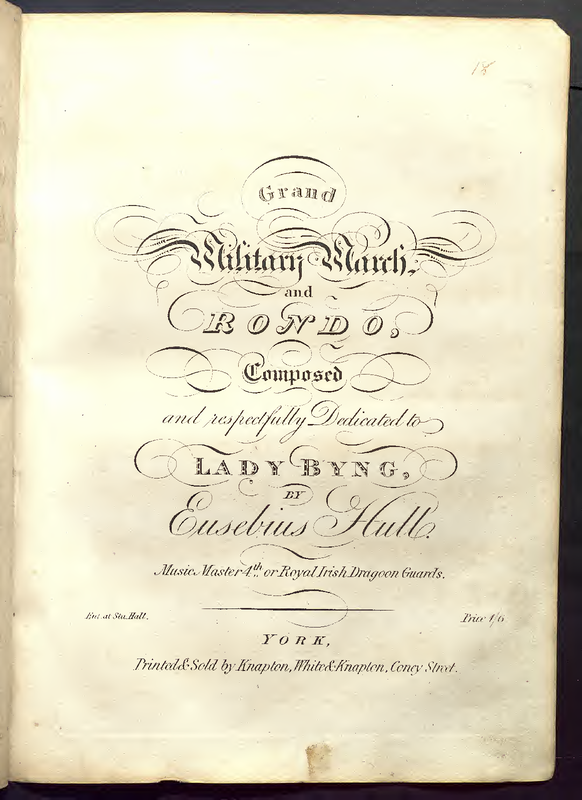 18
Grand
Military March,
and
RONDO,
Composed
and respectfully Dedicated to
LADY BYNG,
BY
Eusebius Hull.
Music Master 4th. or Royal Irish Dragoon Guards.
Ent. at Sta. Hall.
Price 1/6
YORK,
Printed & Sold by Knapton, White & Knapton, Coney Street.